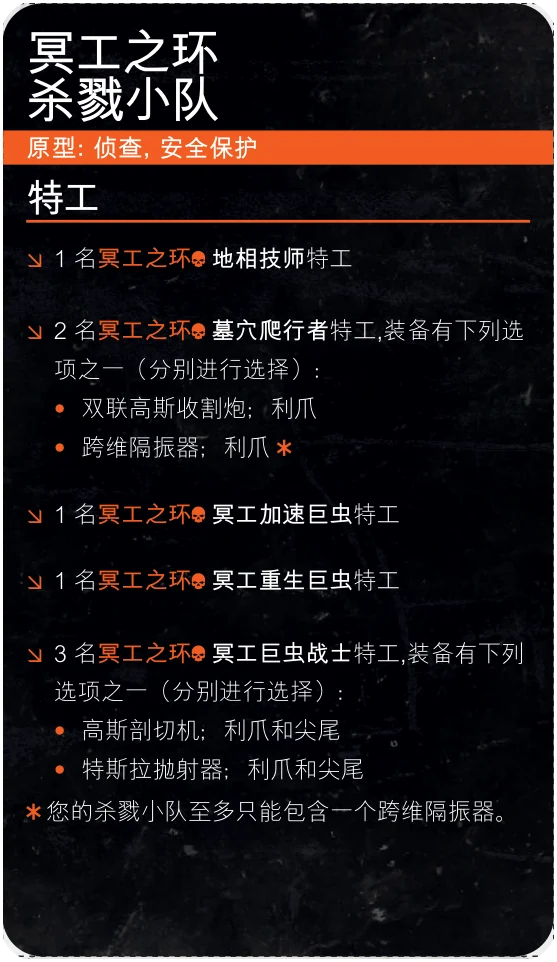 冥工之环
杀戮小队
原型: 侦查, 安全保护
特工
↘ 1 名冥工之环💀 地相技师特工
↘ 2 名冥工之环💀 墓穴爬行者特工,装备有下列选
项之一（分别进行选择）:
• 双联高斯收割炮; 利爪
• 跨维隔振器; 利爪*
↘ 1 名冥工之环💀 冥工加速巨虫特工
↘ 1 名冥工之环💀 冥工重生巨虫特工
↘ 3 名冥工之环💀 冥工巨虫战士特工,装备有下列
选项之一（分别进行选择）:
• 高斯剖切机; 利爪和尖尾
• 特斯拉抛射器; 利爪和尖尾
*您的杀戮小队至多只能包含一个跨维隔振器。